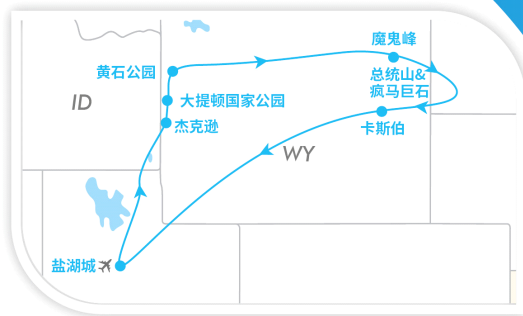 魔鬼峰
黄石公园
总统山&
疯马巨石
ID
大提顿国家公园
杰克逊
卡斯伯
WY
盐湖城